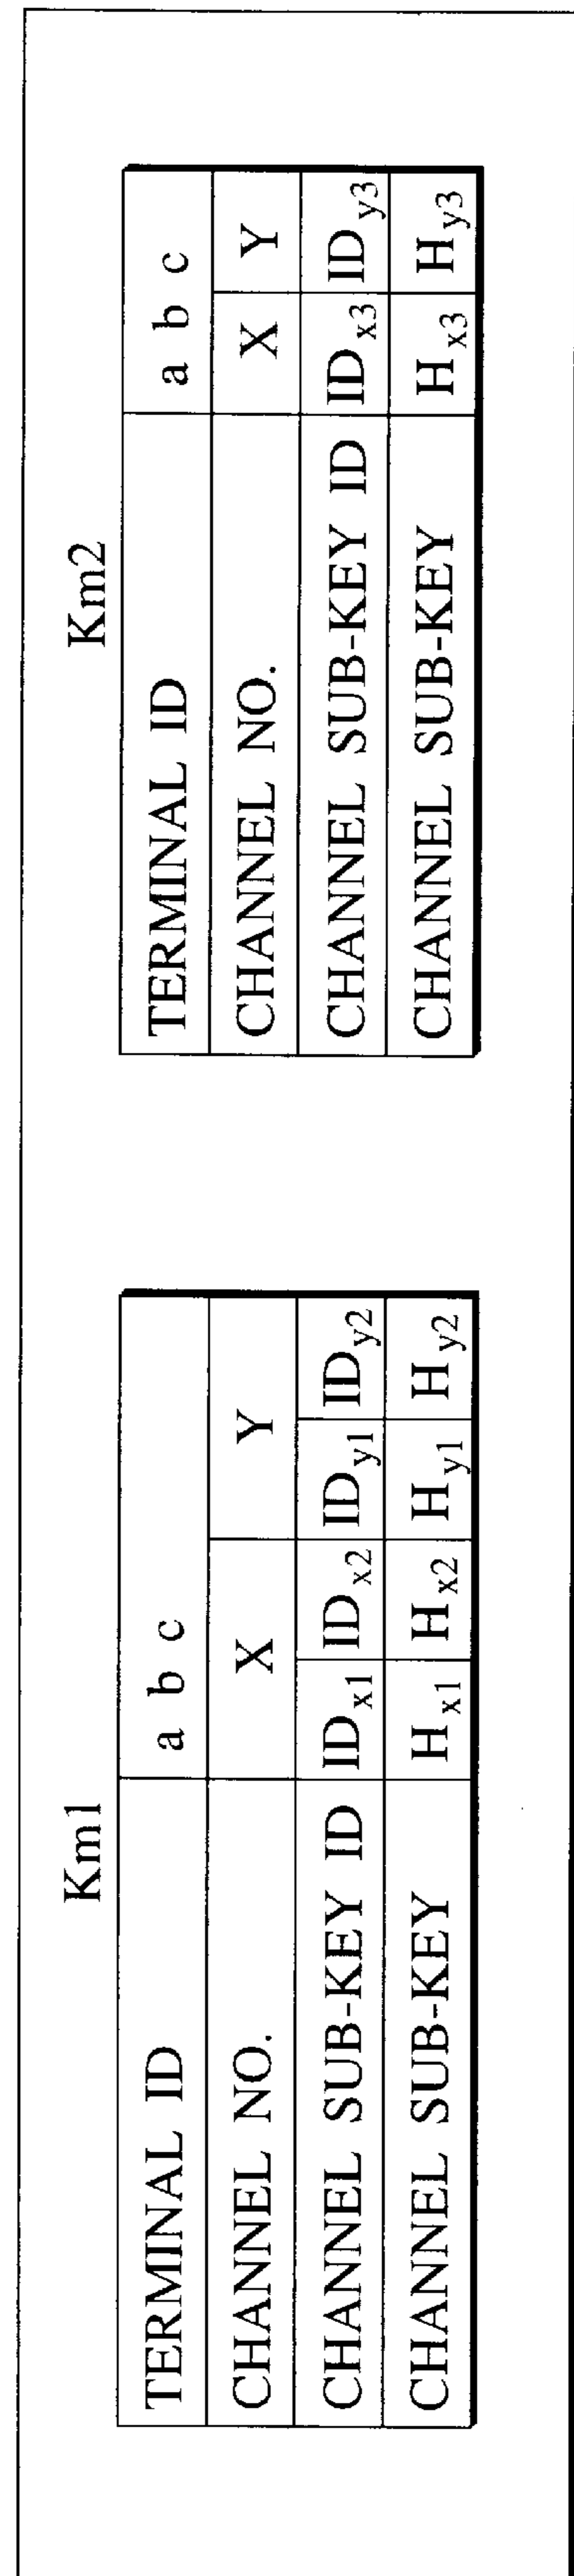 Km1
TERMINAL ID a b c
CHANNEL NO. X Y
CHANNEL SUB-KEY ID IDx1 IDx2 IDy1 IDy2
CHANNEL SUB-KEY Hx1 Hx2 Hy1 Hy2
Km2
TERMINAL ID a b c
CHANNEL NO. X Y
CHANNEL SUB-KEY ID IDx3 IDy3
CHANNEL SUB-KEY Hx3 Hy3